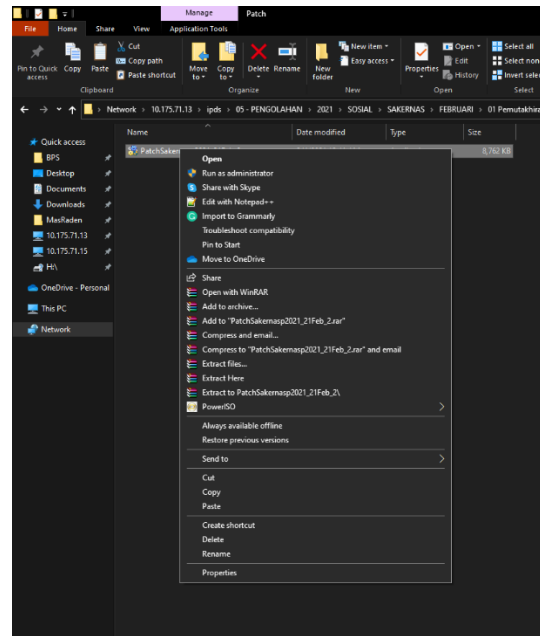 Manage
Patch
File
Home
Share
View
Application Tools
Pin to Quick access
Copy
Paste
Cut
Copy path
Paste shortcut
Move to
Copy to
Delete
Rename
New folder
New item
Easy access
Properties
Open
Edit
History
Select all
Select non
Invert sele
Clipboard
Organize
New
Open
Select
Network > 10.175.71.13 > ipds > 05 - PENGOLAHAN > 2021 > SOSIAL > SAKERNAS > FEBRUARI > 01 Pemutakhira
Name
Date modified
Type
Size
Quick access
BPS
Desktop
Documents
Downloads
MasRaden
10.175.71.13
10.175.71.15
H:\
OneDrive - Personal
This PC
Network
8,762 KB
Open
Run as administrator
Share with Skype
Edit with Notepad++
Import to Grammarly
Troubleshoot compatibility
Pin to Start
Move to OneDrive
Share
Open with WinRAR
Add to archive...
Add to "PatchSakernasp2021_21Feb_2.rar"
Compress and email...
Compress to "PatchSakernasp2021_21Feb_2.rar" and email
Extract files...
Extract Here
Extract to PatchSakernasp2021_21Feb_2\
PowerISO
Always available offline
Restore previous versions
Send to
Cut
Copy
Paste
Create shortcut
Delete
Rename
Properties